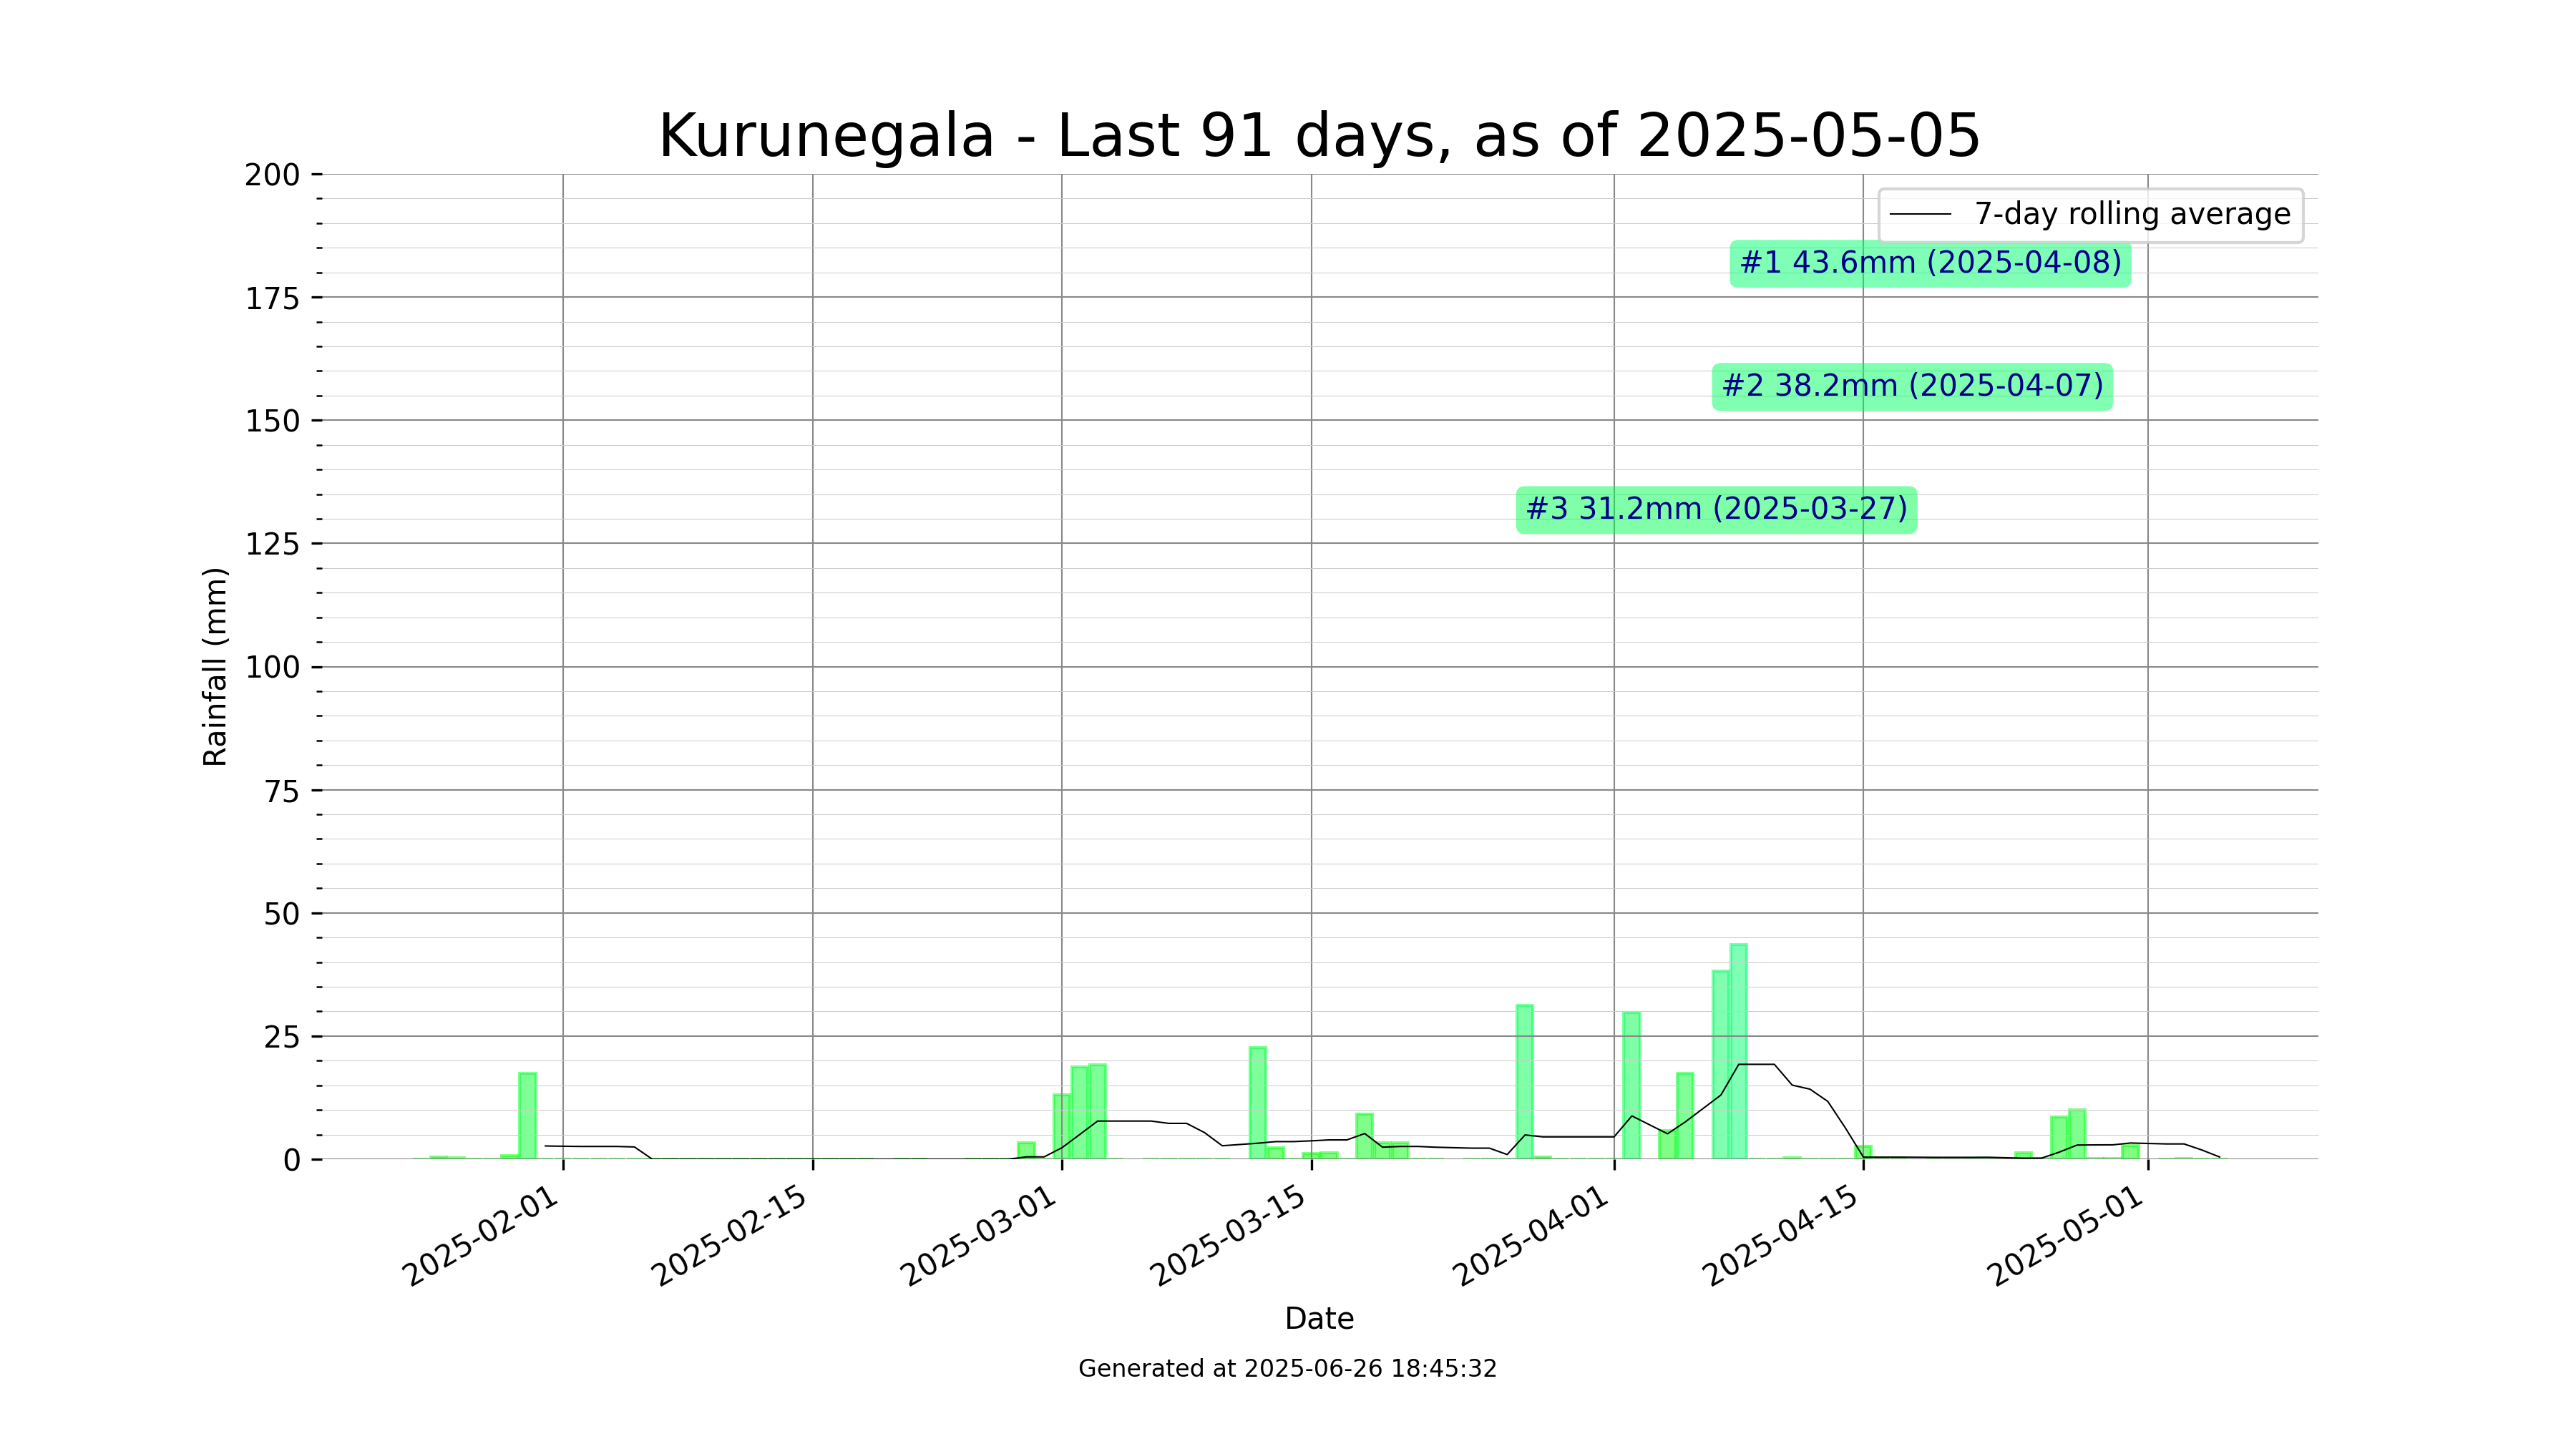 Kurunegala - Last 91 days, as of 2025-05-05
7-day rolling average
#1 43.6mm (2025-04-08)
#2 38.2mm (2025-04-07)
#3 31.2mm (2025-03-27)
Rainfall (mm)
200
175
150
125
100
75
50
25
0
2025-02-01
2025-02-15
2025-03-01
2025-03-15
2025-04-01
2025-04-15
2025-05-01
Date
Generated at 2025-06-26 18:45:32